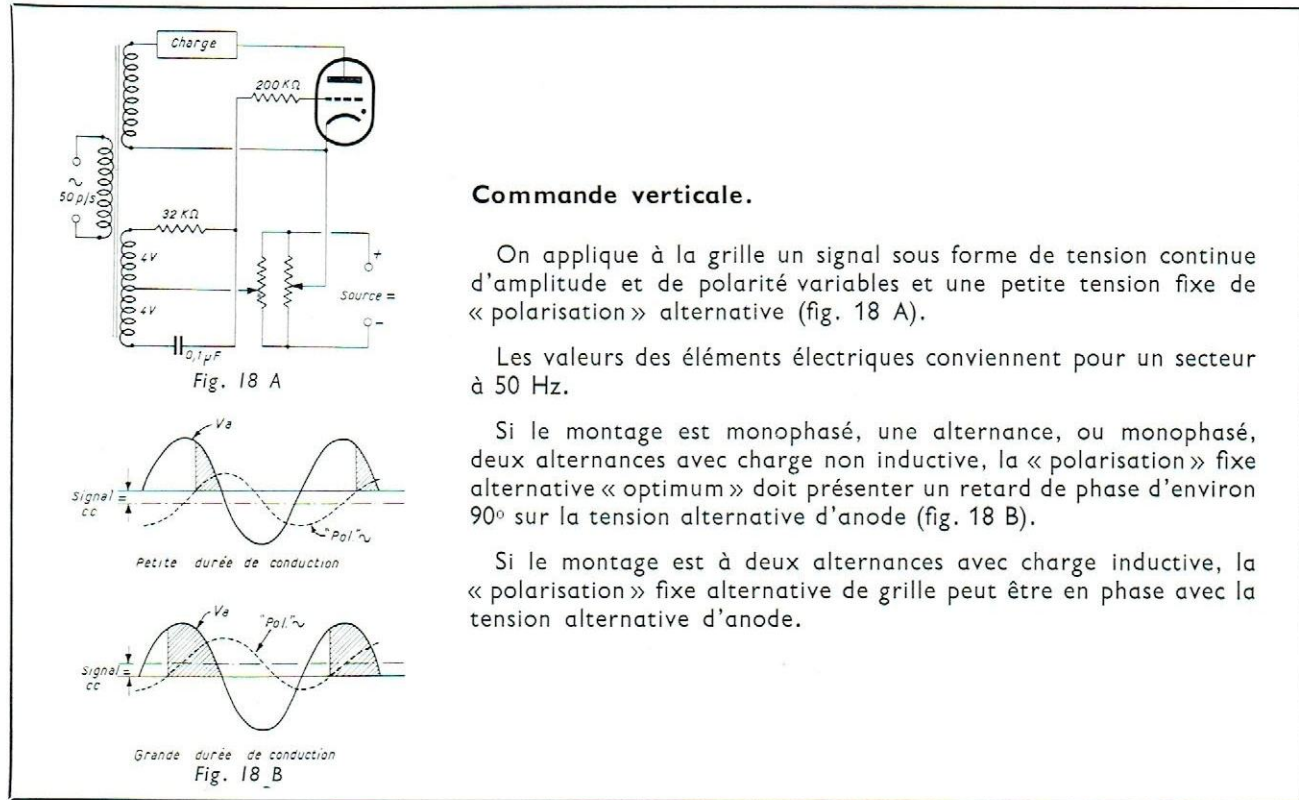 Charge
200 KΩ
~
50 p/s
32 KΩ
4V
4V
+
Source =
-
0,1µF
Fig. 18 A
Va
Signal =
cc
"Pol."~
Petite durée de conduction
Va
"Pol."~
Signal =
cc
Grande durée de conduction
Fig. 18 B
Commande verticale.
On applique à la grille un signal sous forme de tension continue
d'amplitude et de polarité variables et une petite tension fixe de
« polarisation » alternative (fig. 18 A).
Les valeurs des éléments électriques conviennent pour un secteur
à 50 Hz.
Si le montage est monophasé, une alternance, ou monophasé,
deux alternances avec charge non inductive, la « polarisation » fixe
alternative « optimum » doit présenter un retard de phase d'environ
90° sur la tension alternative d'anode (fig. 18 B).
Si le montage est à deux alternances avec charge inductive, la
« polarisation » fixe alternative de grille peut être en phase avec la
tension alternative d'anode.